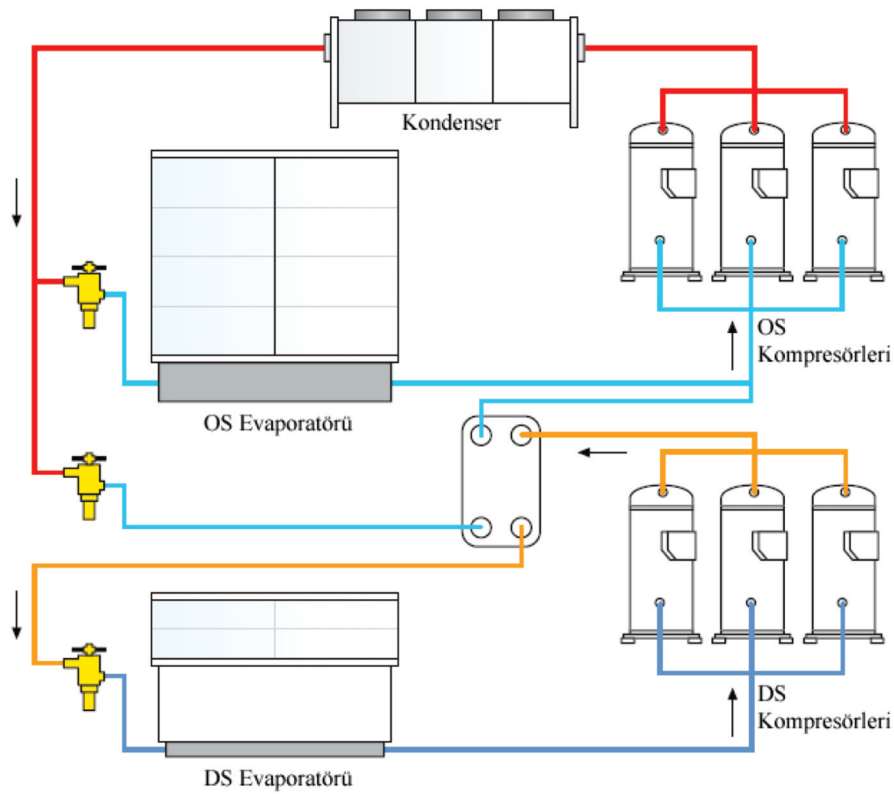 Kondenser
OS
Kompresörleri
OS Evaporatörü
DS
Kompresörleri
DS Evaporatörü